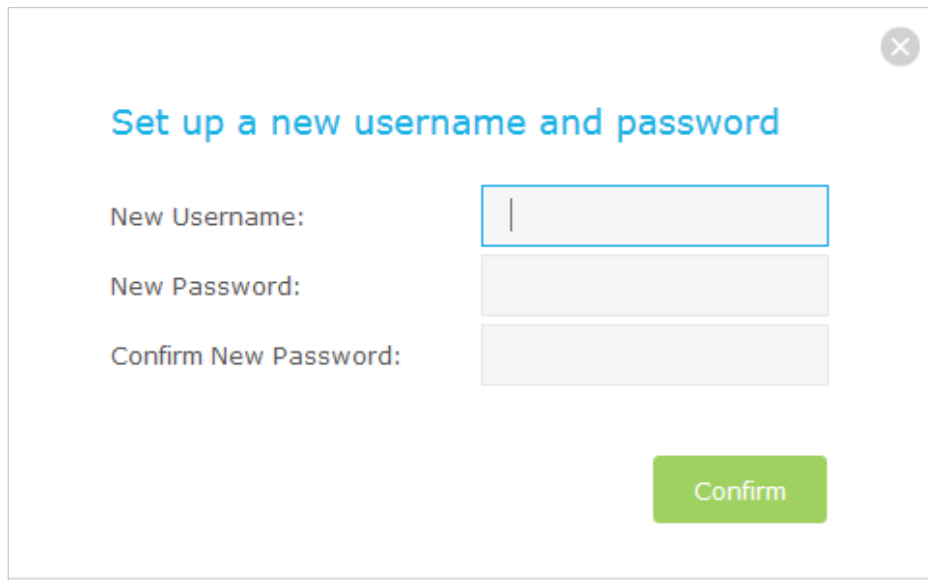 Set up a new username and password
New Username:
New Password:
Confirm New Password:
Confirm